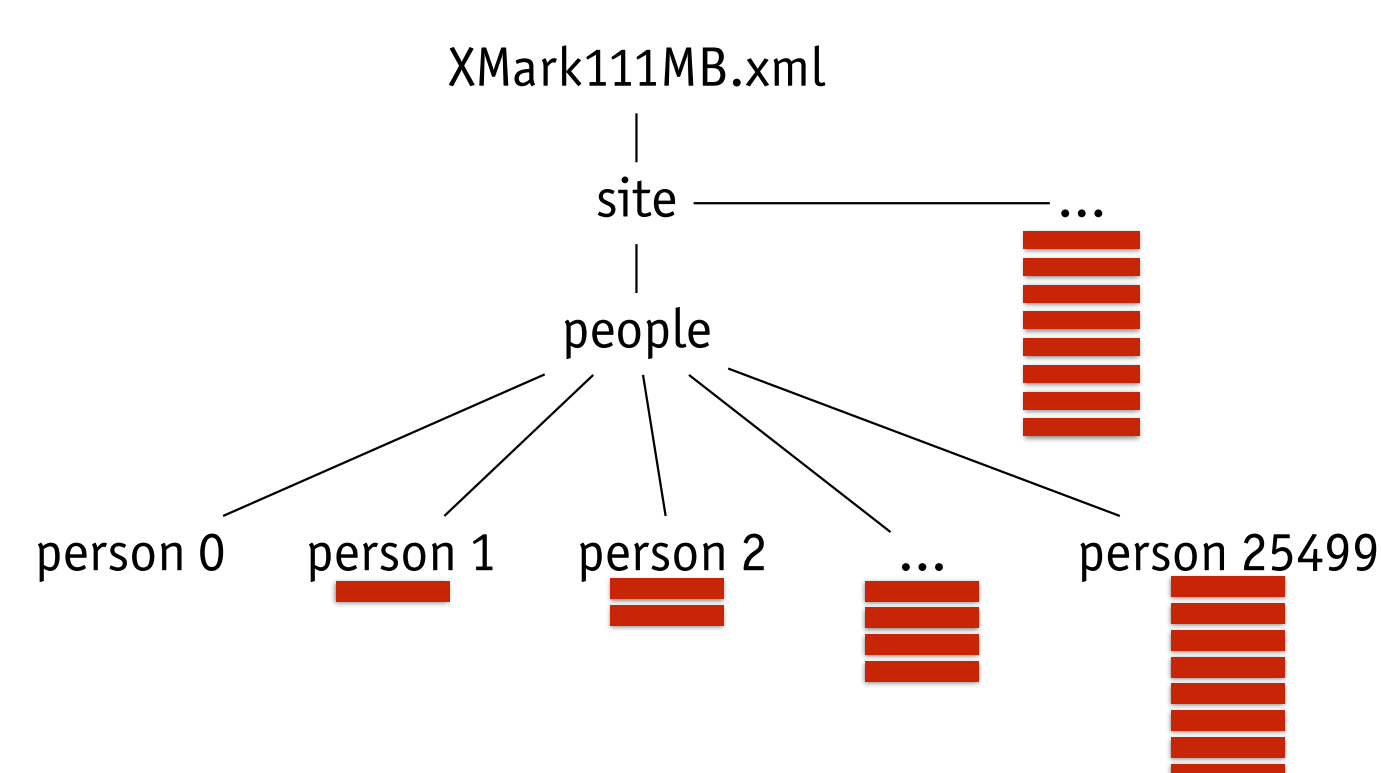 XMark111MB.xml
site
...
people
person 0
person 1
person 2
...
person 25499